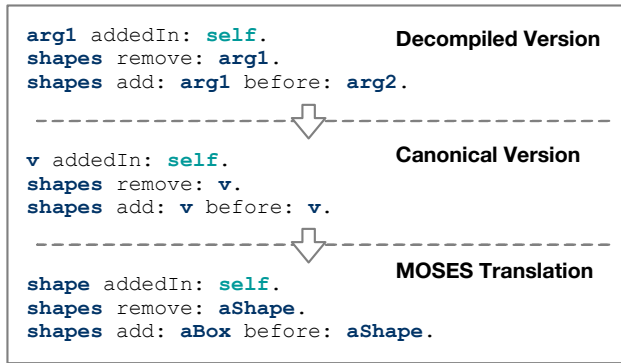 arg1 addedIn: self.
Decompiled Version
shapes remove: arg1.
shapes add: arg1 before: arg2.
v addedIn: self.
Canonical Version
shapes remove: v.
shapes add: v before: v.
MOSES Translation
shape addedIn: self.
shapes remove: aShape.
shapes add: aBox before: aShape.